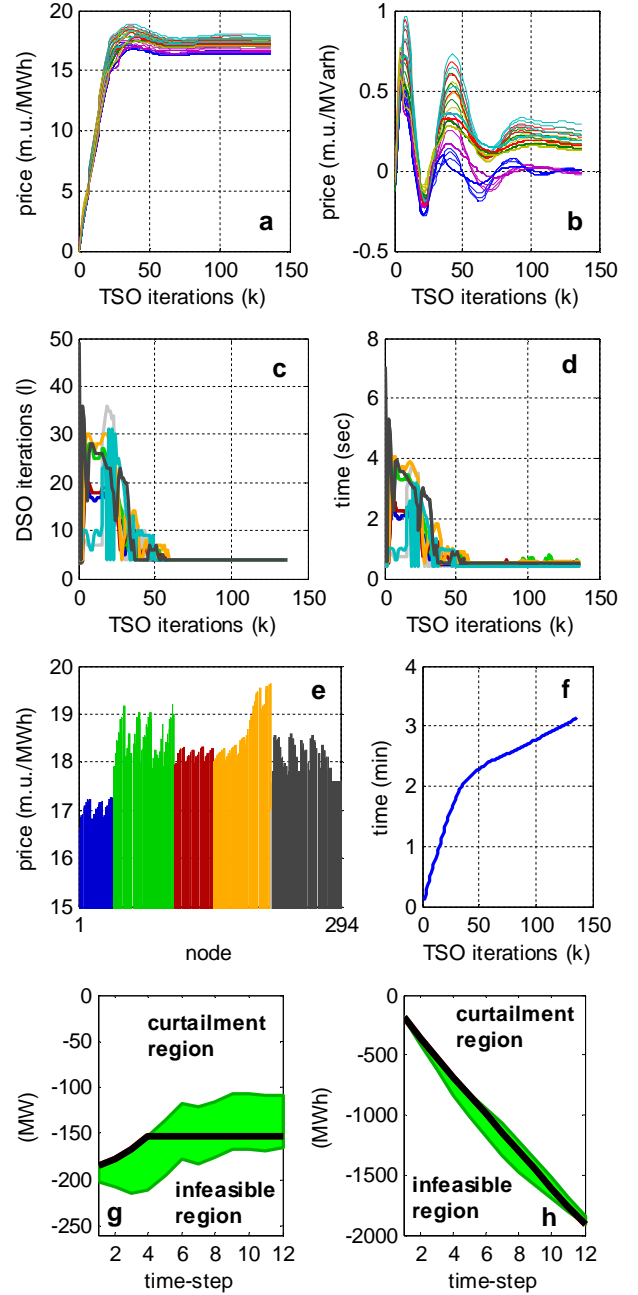 20
15
10
5
0
price (m.u./MWh)
a
0
50
100
150
TSO iterations (k)
1
0.5
0
-0.5
price (m.u./MVarh)
b
0
50
100
150
TSO iterations (k)
50
40
30
20
10
0
DSO iterations (l)
c
0
50
100
150
TSO iterations (k)
8
6
4
2
0
time (sec)
d
0
50
100
150
TSO iterations (k)
20
19
18
17
16
15
price (m.u./MWh)
e
1
294
node
4
3
2
1
0
time (min)
f
0
50
100
150
TSO iterations (k)
0
-50
-100
-150
-200
-250
(MW)
curtailment
region
infeasible
region
g
2
4
6
8
10
12
time-step
0
-500
-1000
-1500
-2000
(MWh)
curtailment
region
infeasible
region
h
2
4
6
8
10
12
time-step